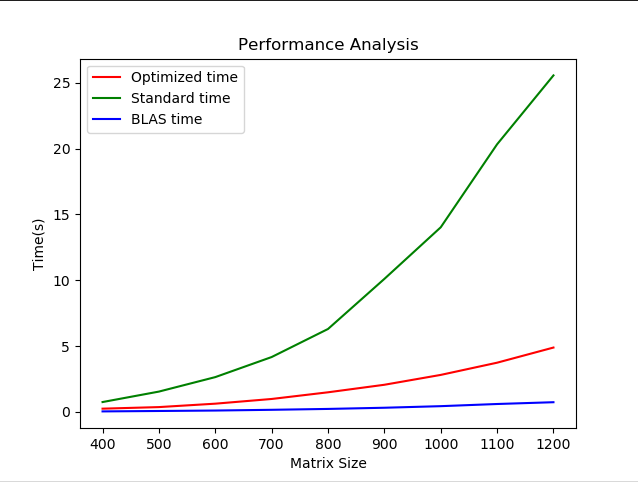 Performance Analysis
Optimized time
Standard time
BLAS time
25
20
15
10
5
0
Time(s)
400 500 600 700 800 900 1000 1100 1200
Matrix Size